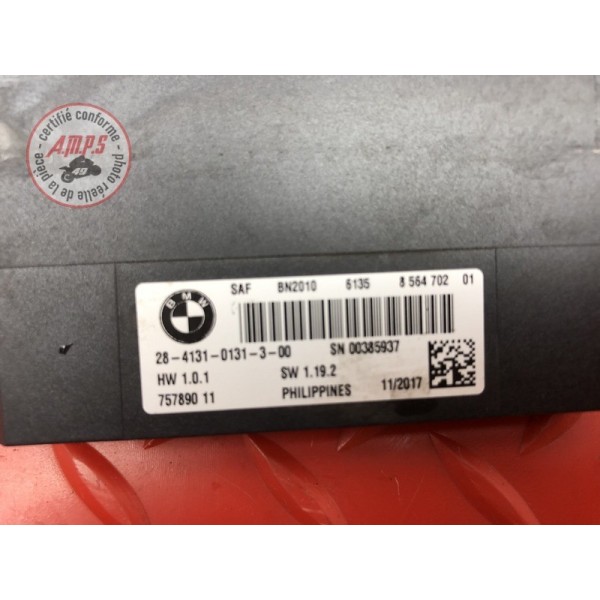 certifié conforme - photo réelle de la pièce -
A.M.P.S
49
BMW
SAF BN2010 6135 8 564 702 01
28-4131-0131-3-00 SN 00385937
HW 1.0.1 SW 1.19.2
757890 11 PHILIPPINES 11/2017